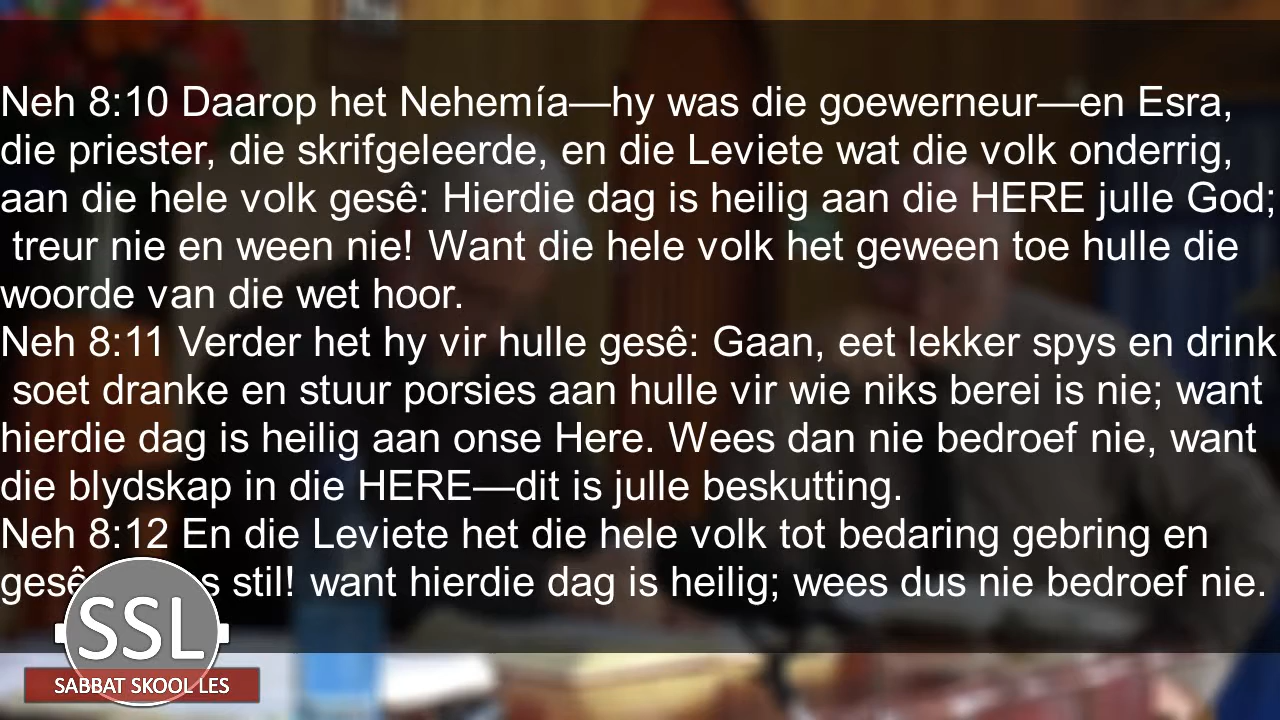 Neh 8:10 Daarop het Nehemía—hy was die goewerneur—en Esra,
die priester, die skrifgeleerde, en die Leviete wat die volk onderrig,
aan die hele volk gesê: Hierdie dag is heilig aan die HERE julle God;
treur nie en ween nie! Want die hele volk het geween toe hulle die
woorde van die wet hoor.
Neh 8:11 Verder het hy vir hulle gesê: Gaan, eet lekker spys en drink
soet dranke en stuur porsies aan hulle vir wie niks berei is nie; want
hierdie dag is heilig aan onse Here. Wees dan nie bedroef nie, want
die blydskap in die HERE—dit is julle beskutting.
Neh 8:12 En die Leviete het die hele volk tot bedaring gebring en
gesê stil! want hierdie dag is heilig; wees dus nie bedroef nie.
SSL
SABBAT SKOOL LES